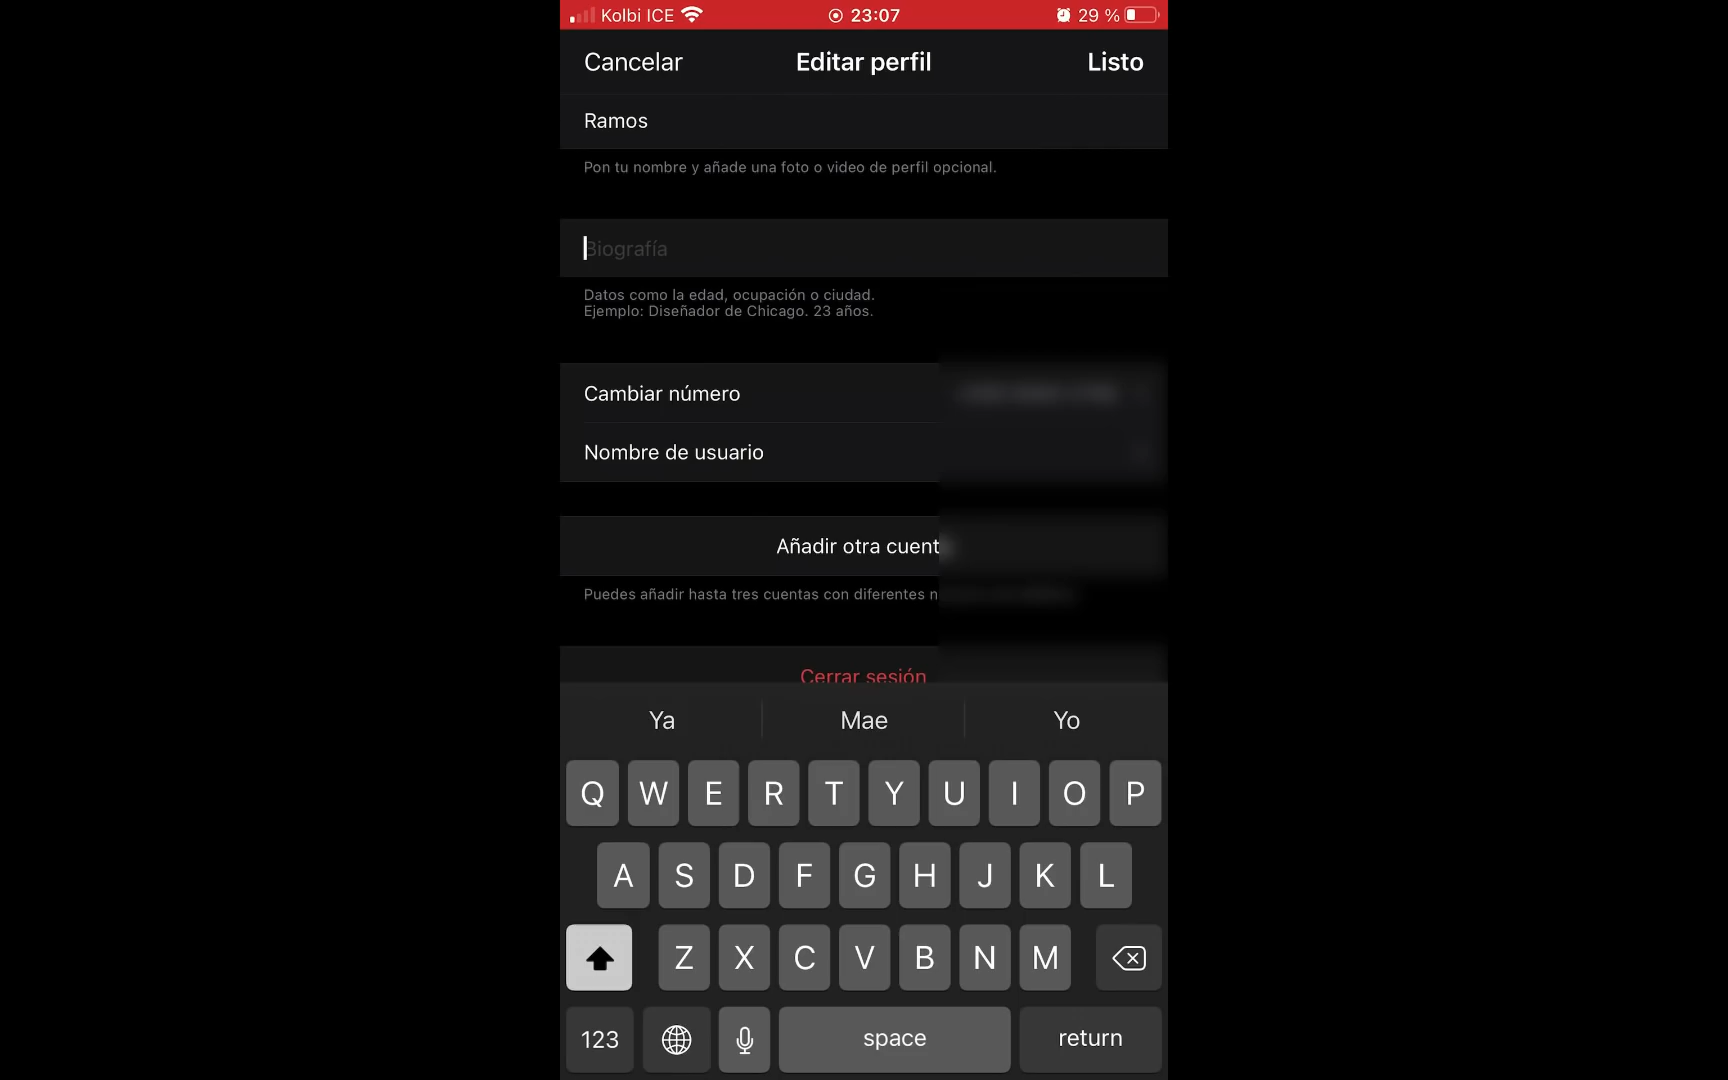 Kolbi ICE 23:07 29 %
Cancelar Editar perfil Listo
Ramos
Pon tu nombre y añade una foto o video de perfil opcional.
Biografía
Datos como la edad, ocupación o ciudad.
Ejemplo: Diseñador de Chicago. 23 años.
Cambiar número
Nombre de usuario
Añadir otra cuent
Puedes añadir hasta tres cuentas con diferentes
Cerrar sesión
Ya Mae Yo
Q W E R T Y U I O P
A S D F G H J K L
Z X C V B N M
123 space return